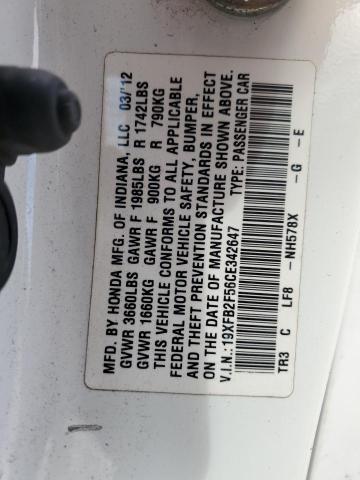 MFD. BY HONDA MFG. OF INDIANA, LLC 03/'12
GVWR 3660LBS GAWR F 1985LBS R 1742LBS
GVWR 1660KG GAWR F 900KG R 790KG
THIS VEHICLE CONFORMS TO ALL APPLICABLE
FEDERAL MOTOR VEHICLE SAFETY, BUMPER,
AND THEFT PREVENTION STANDARDS IN EFFECT
ON THE DATE OF MANUFACTURE SHOWN ABOVE.
V.I.N.:19XFB2F56CE342647 TYPE: PASSENGER CAR
TR3 C LF8 -NH578X -G -E